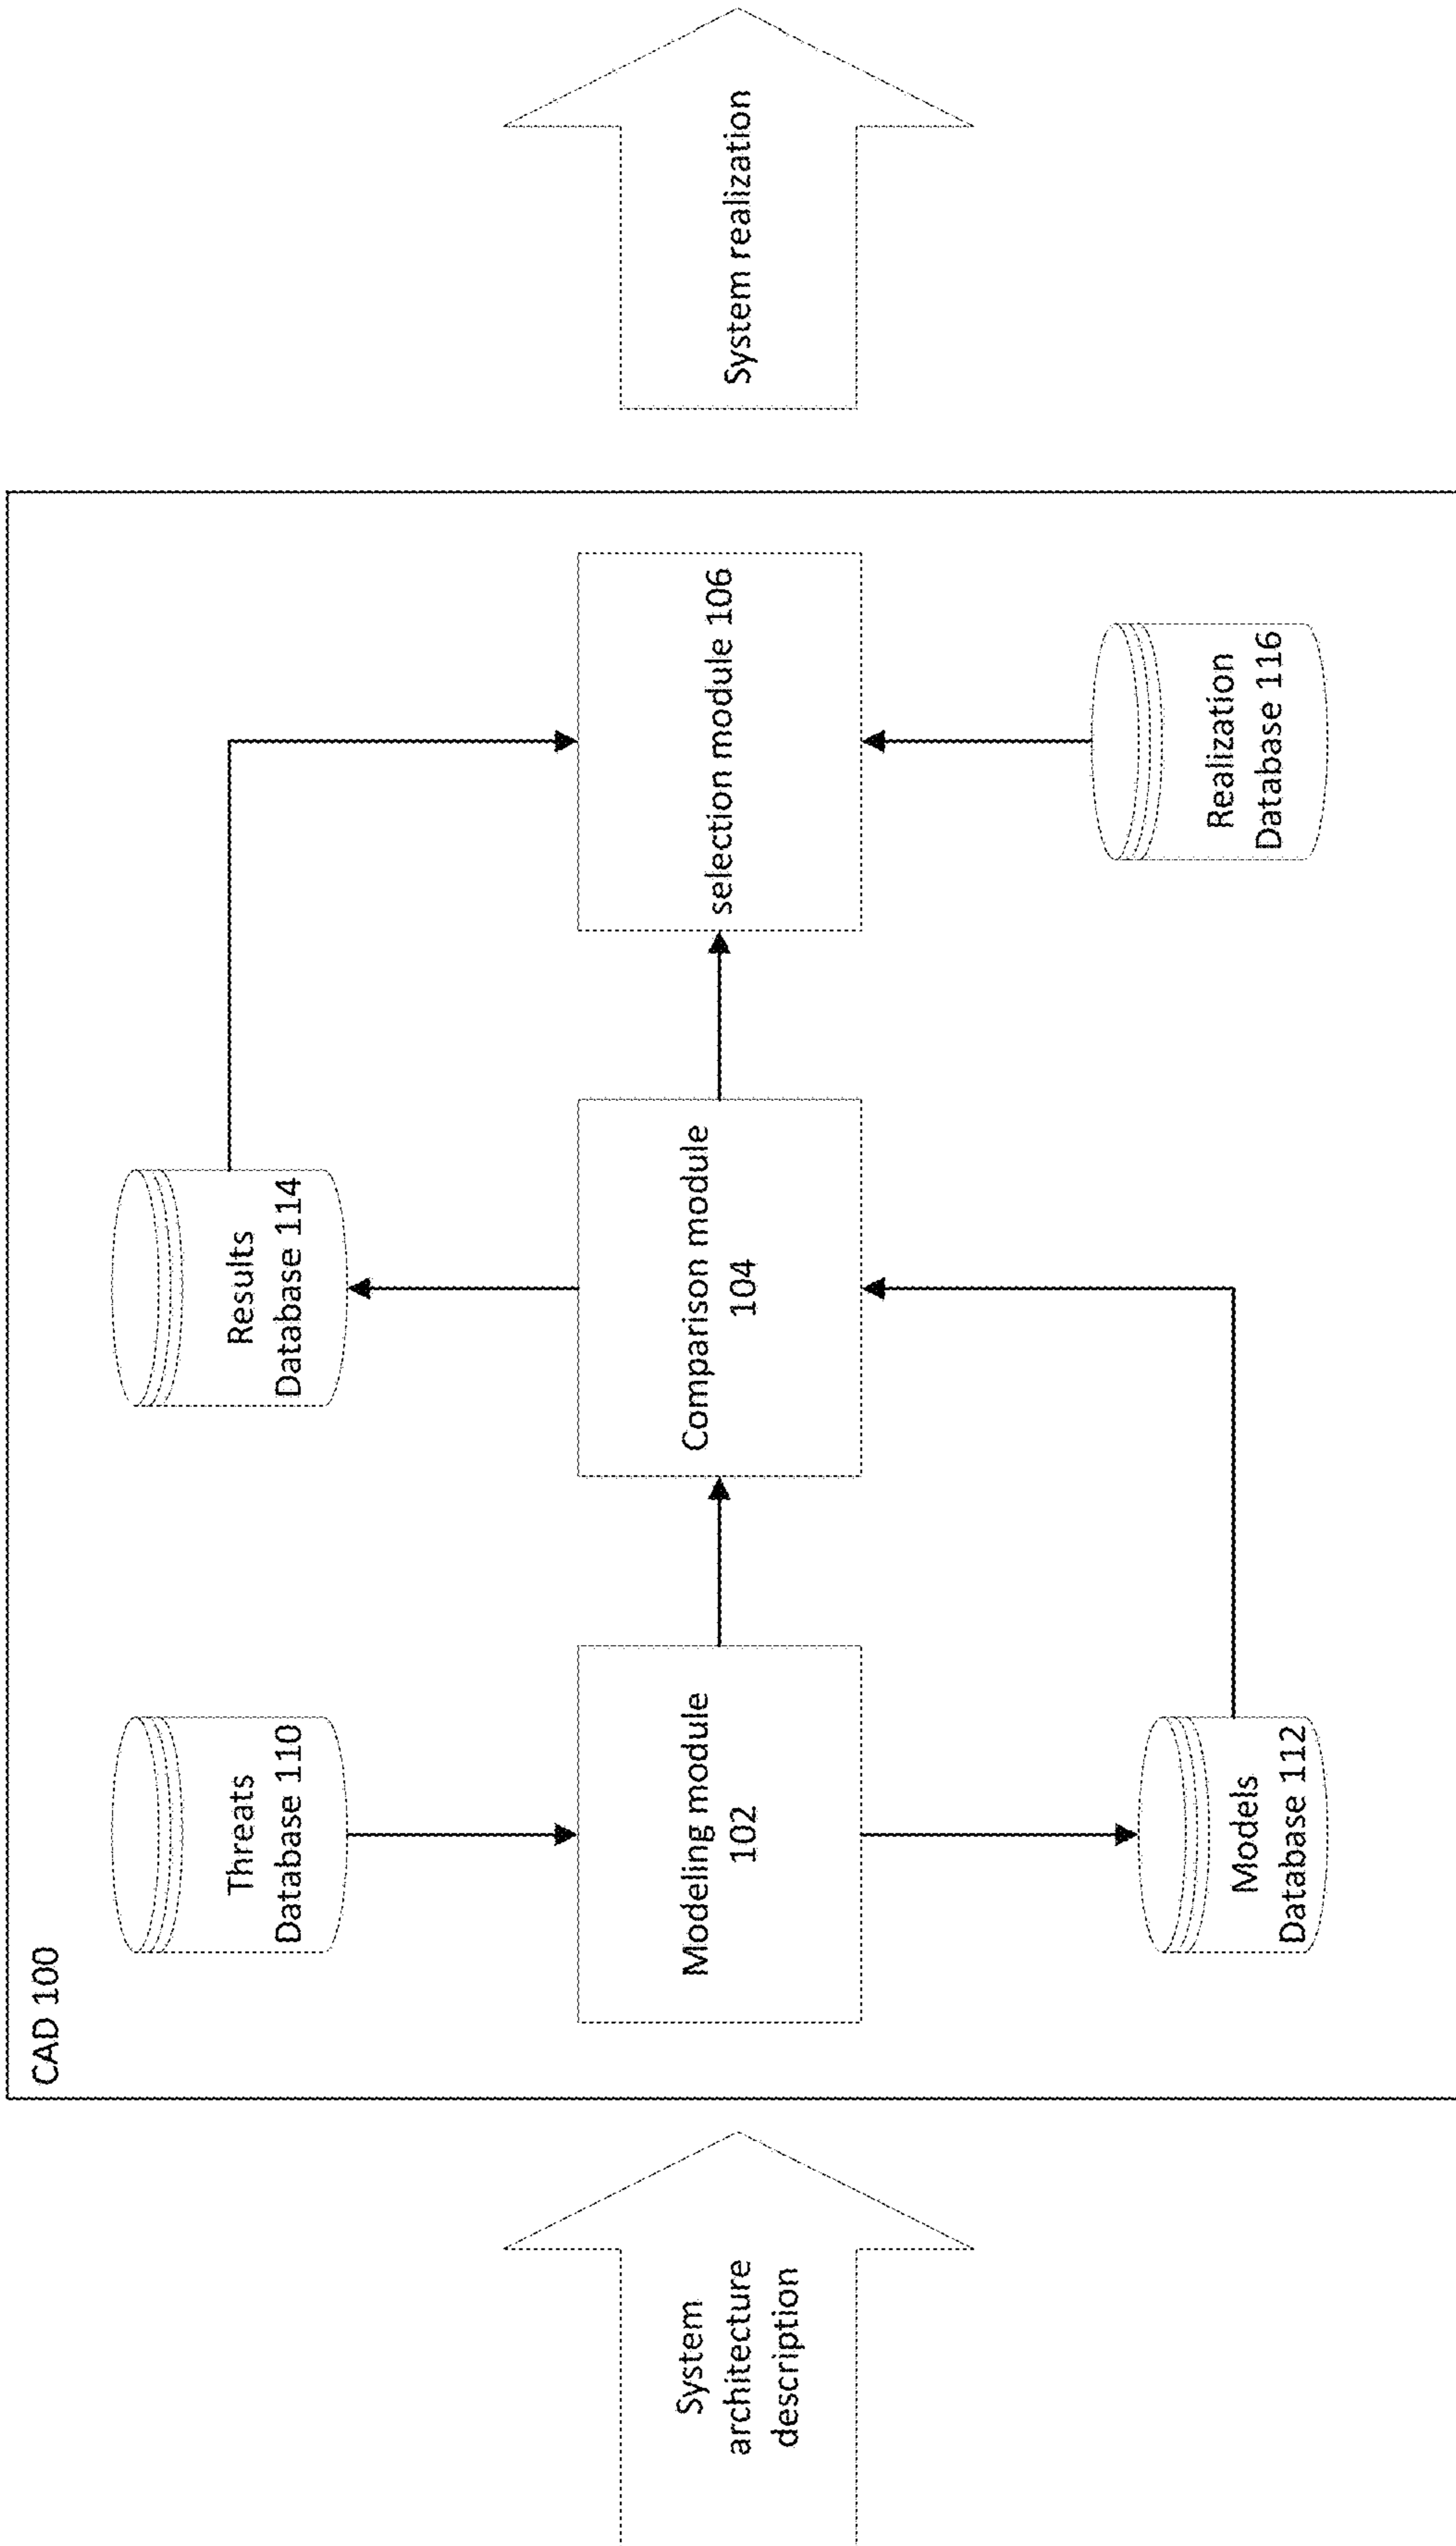 CAD 100
System
architecture
description
Threats
Database 110
Modeling module
102
Models
Database 112
Results
Database 114
Comparison module
104
selection module 106
Realization
Database 116
System realization